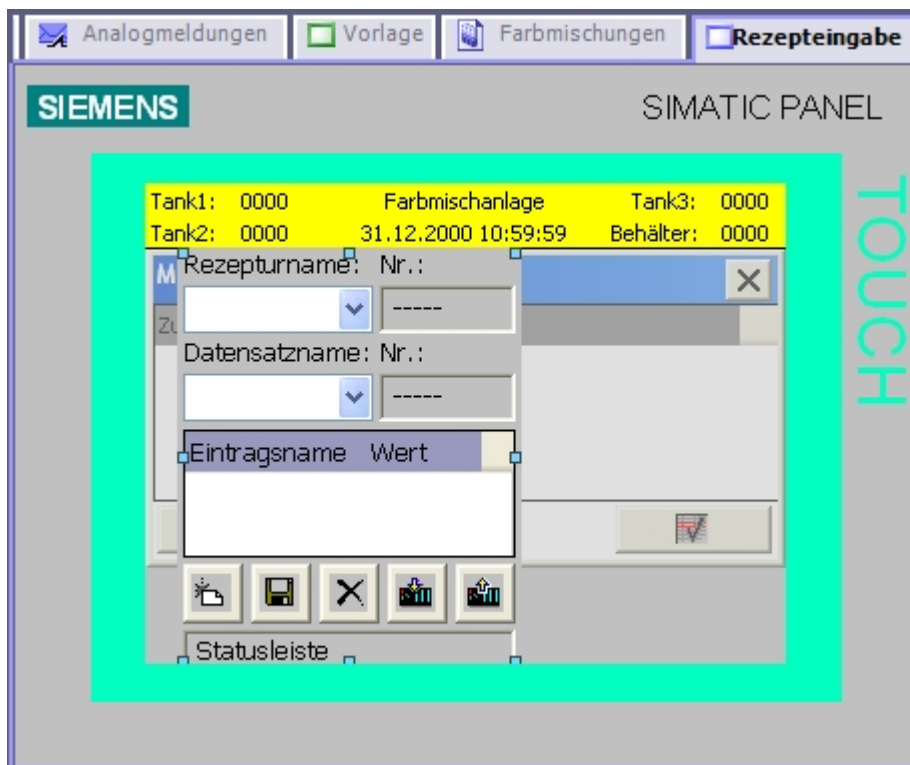 Analogmeldungen Vorlage Farbmischungen Rezepteingabe
SIEMENS SIMATIC PANEL
TOUCH
Tank1: 0000 Farbmischanlage Tank3: 0000
Tank2: 0000 31.12.2000 10:59:59 Behälter: 0000
M
Rezepturname: Nr.:
Zu
-----
Datensatzname: Nr.:
-----
Eintragsname Wert
Statusleiste